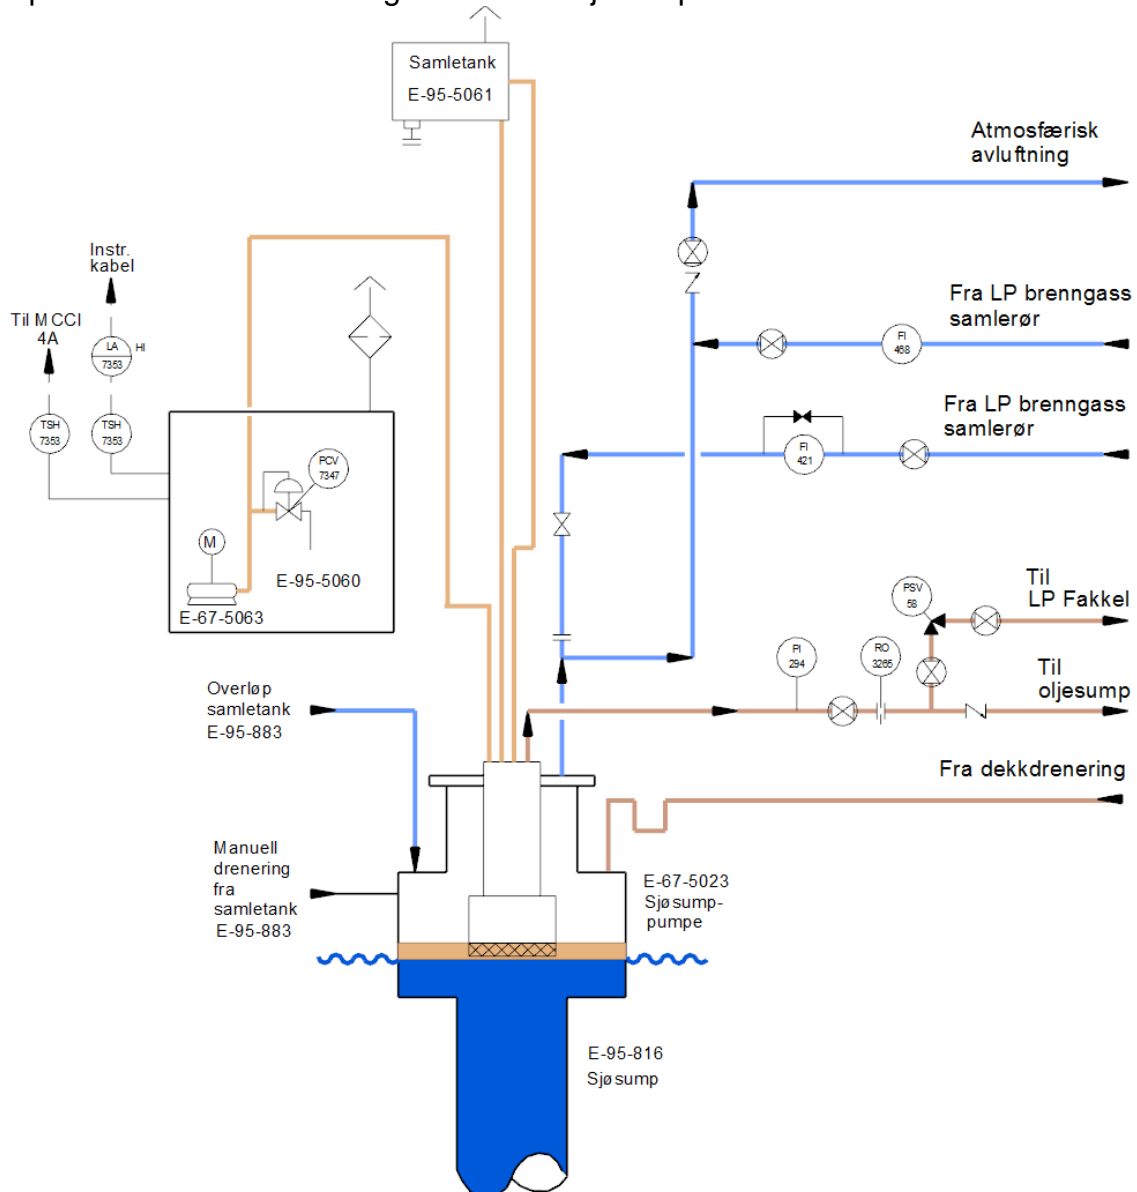 Samletank
E-95-5061
Atmosfærisk
avluftning
Instr.
kabel
Til MCCI
4A
LA
7353
HI
TSH
7353
TSH
7353
Fra LP brenngass
samlerør
FI
468
Fra LP brenngass
samlerør
FI
421
PCV
7347
M
E-95-5060
E-67-5063
Til
LP Fakkel
PSV
58
PI
294
RO
3265
Til
oljesump
Overløp
samletank
E-95-883
Fra dekkdrenering
Manuell
drenering
fra
samletank
E-95-883
E-67-5023
Sjøsump-
pumpe
E-95-816
Sjøsump